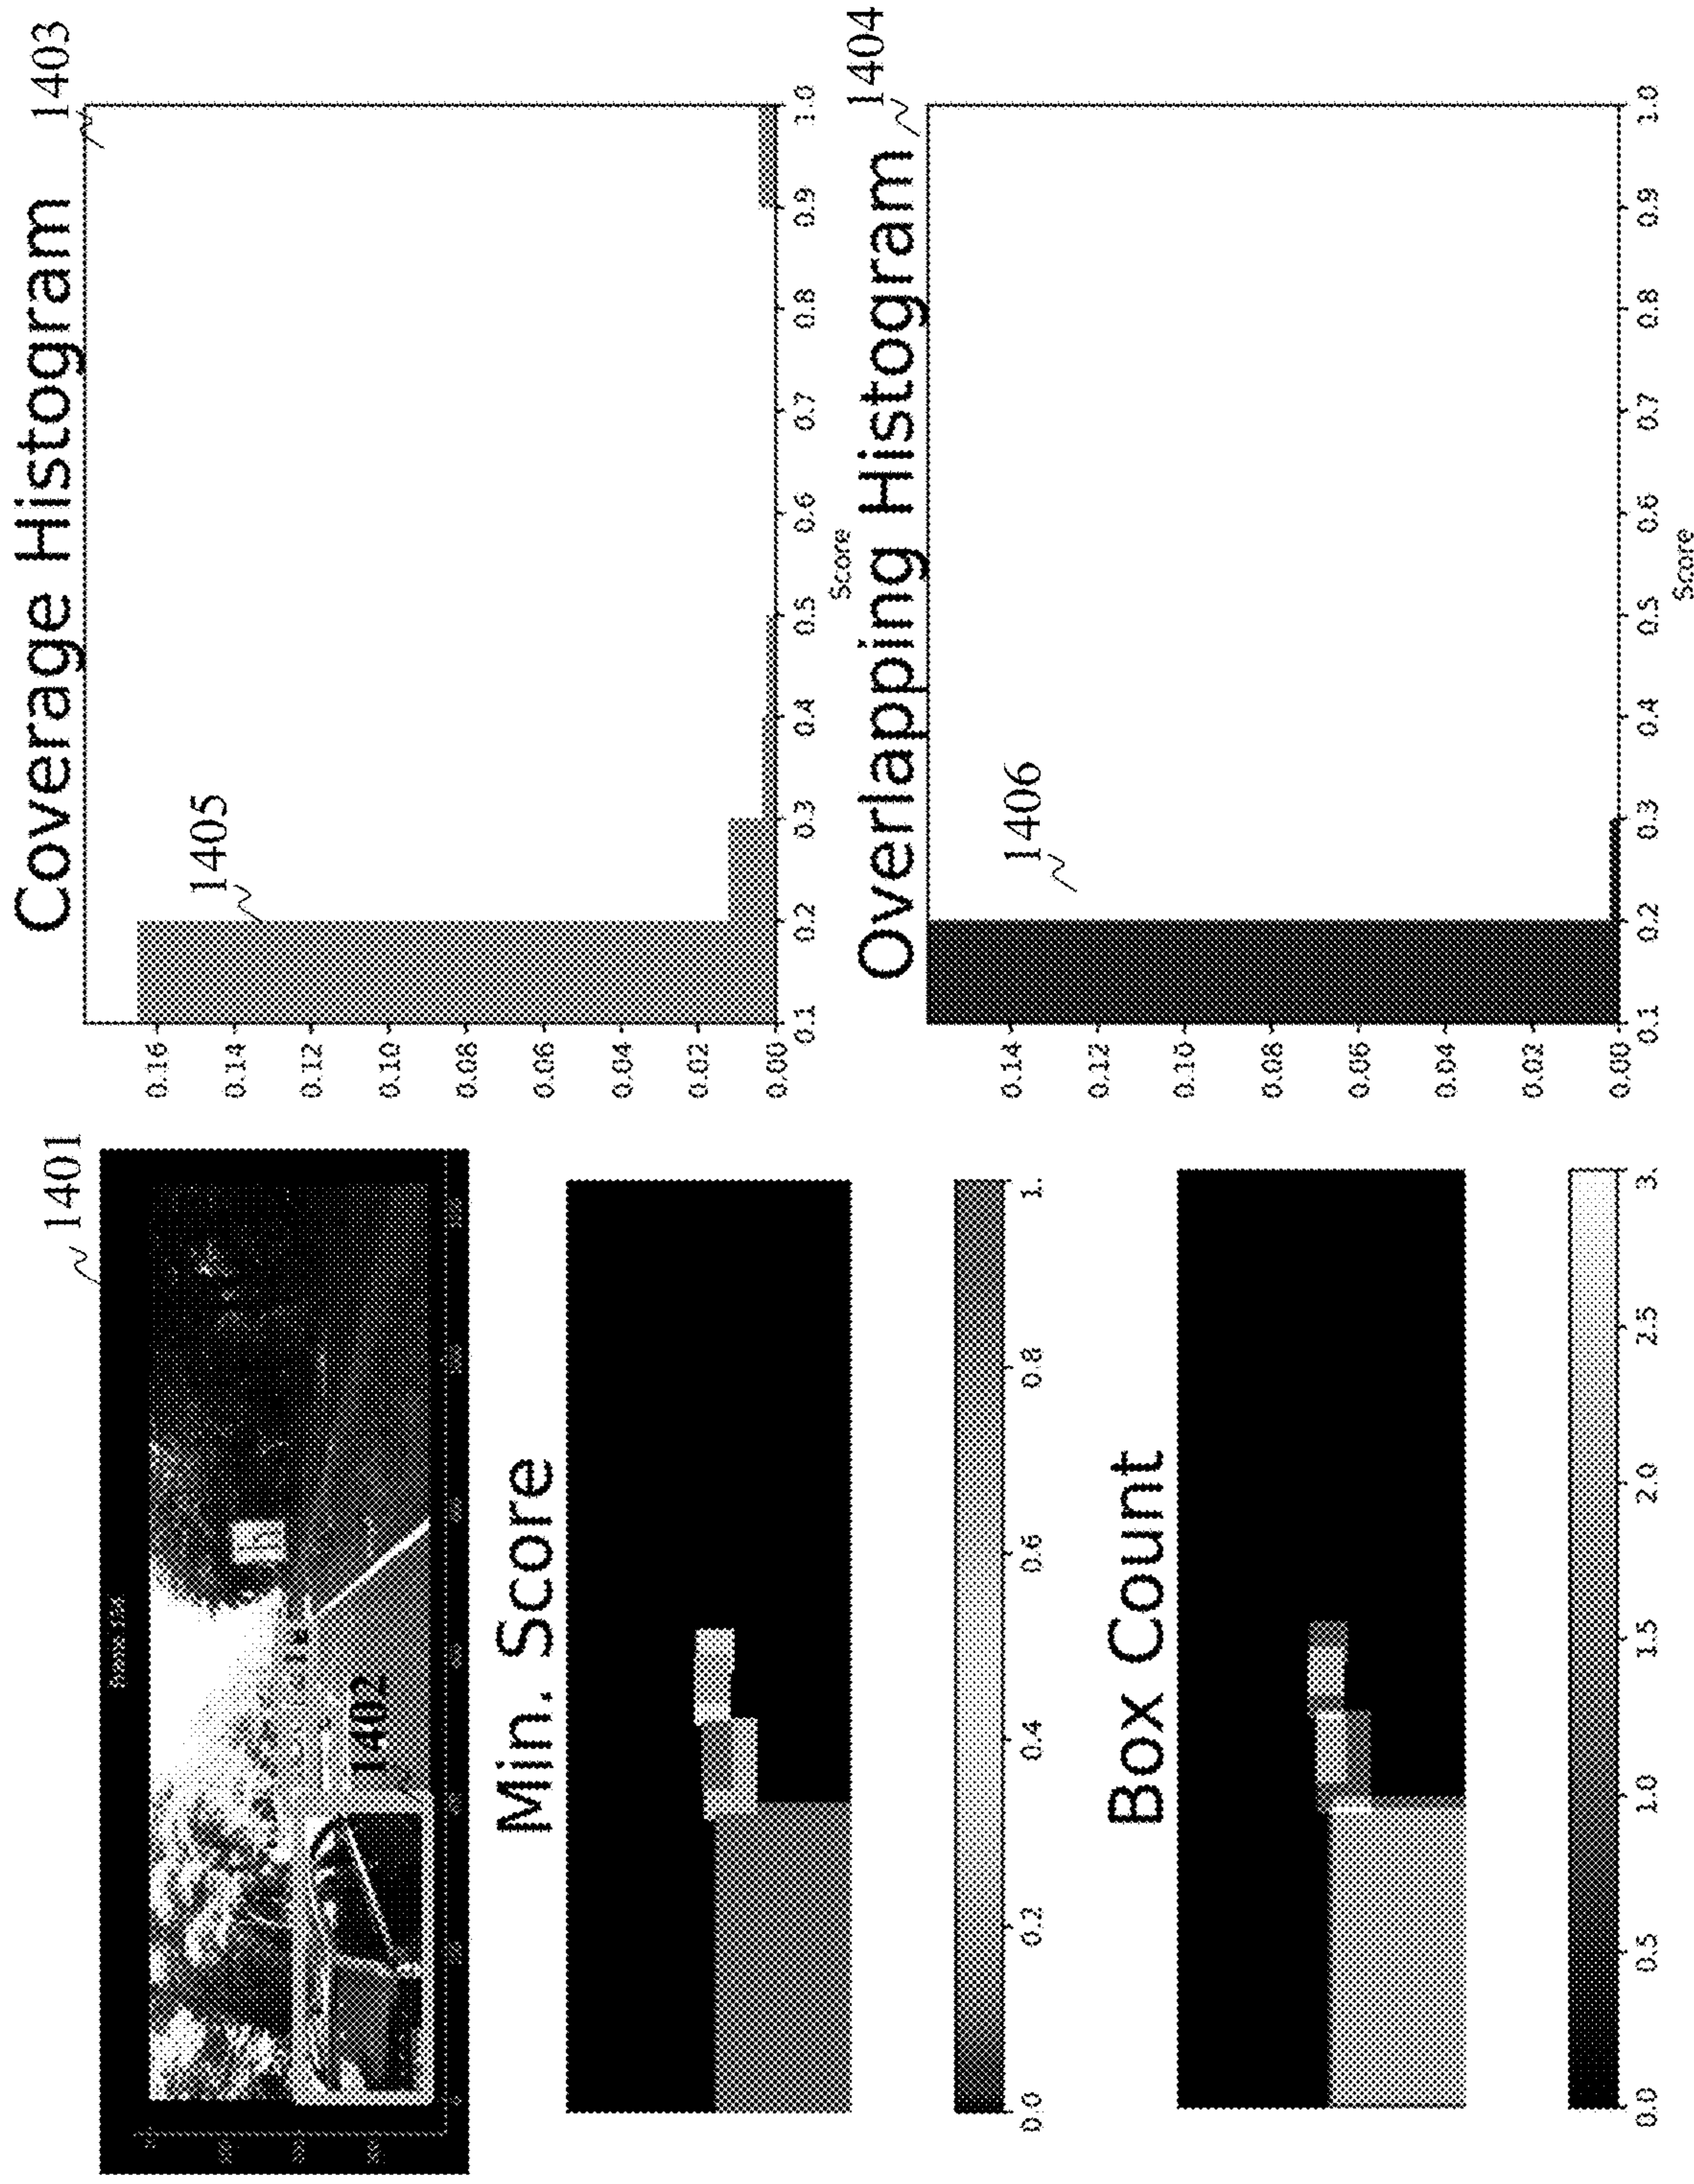 1401
1402
Min. Score
0.0 0.2 0.4 0.6 0.8 1.
Box Count
0.0 0.5 1.0 1.5 2.0 2.5 3.
Coverage Histogram 1403
1405
0.16
0.14
0.12
0.10
0.08
0.06
0.04
0.02
0.00
0.1 0.2 0.3 0.4 0.5 0.6 0.7 0.8 0.9 1.0
Score
Overlapping Histogram 1404
1406
0.14
0.12
0.10
0.08
0.06
0.04
0.02
0.00
0.1 0.2 0.3 0.4 0.5 0.6 0.7 0.8 0.9 1.0
Score